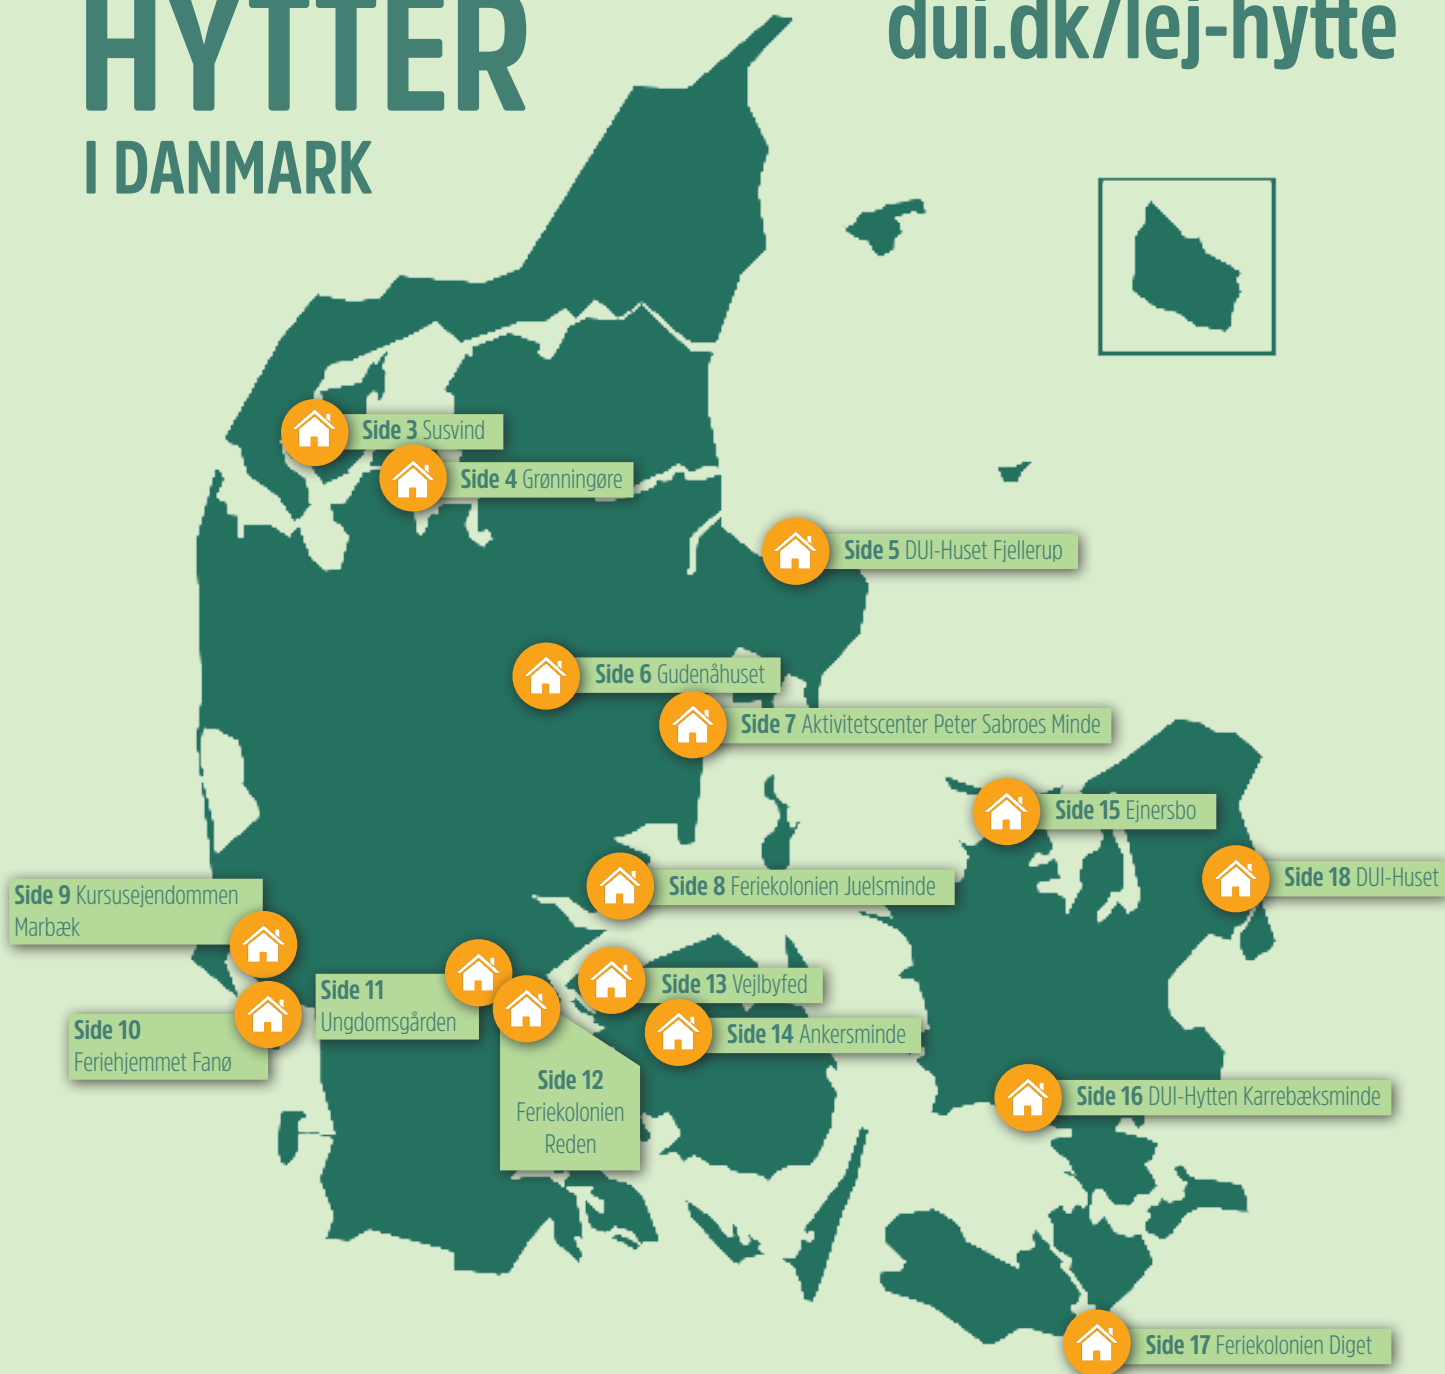 HYTTER
I DANMARK
dui.dk/lej-hytte
Side 3 Susvind
Side 4 Grønningøre
Side 5 DUI-Huset Fjellerup
Side 6 Gudenåhuset
Side 7 Aktivitetscenter Peter Sabroes Minde
Side 15 Ejnersbo
Side 8 Feriekolonien Juelsminde
Side 18 DUI-Huset
Side 9 Kursusejendommen
Marbæk
Side 10
Feriehjemmet Fanø
Side 11
Ungdomsgården
Side 12
Feriekolonien
Reden
Side 13 Vejlbyfed
Side 14 Ankersminde
Side 16 DUI-Hytten Karrebæksminde
Side 17 Feriekolonien Diget